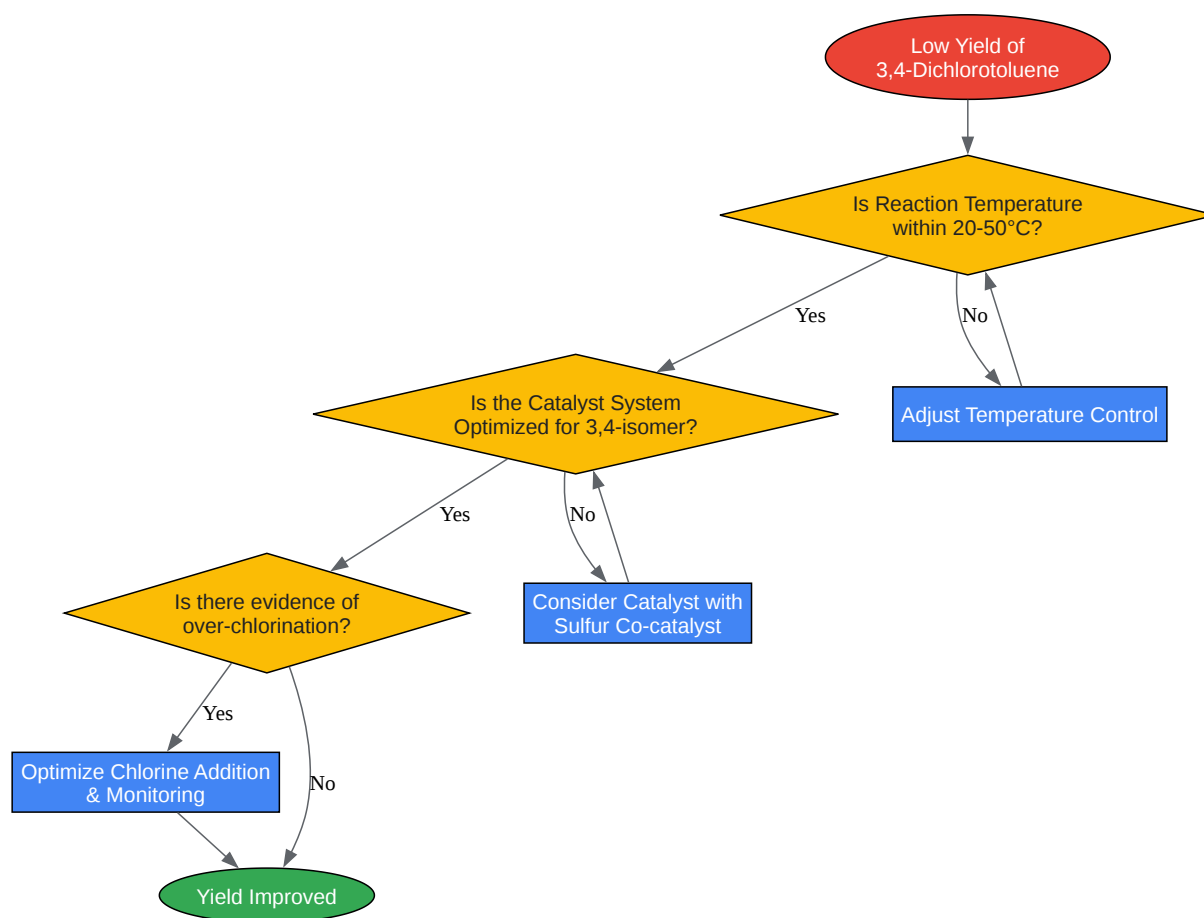 Low Yield of
3,4-Dichlorotoluene
Is Reaction Temperature
within 20-50°C?
Yes
No
Is the Catalyst System
Optimized for 3,4-isomer?
Adjust Temperature Control
Yes
No
Is there evidence of
over-chlorination?
Consider Catalyst with
Sulfur Co-catalyst
Yes
No
Optimize Chlorine Addition
& Monitoring
Yield Improved